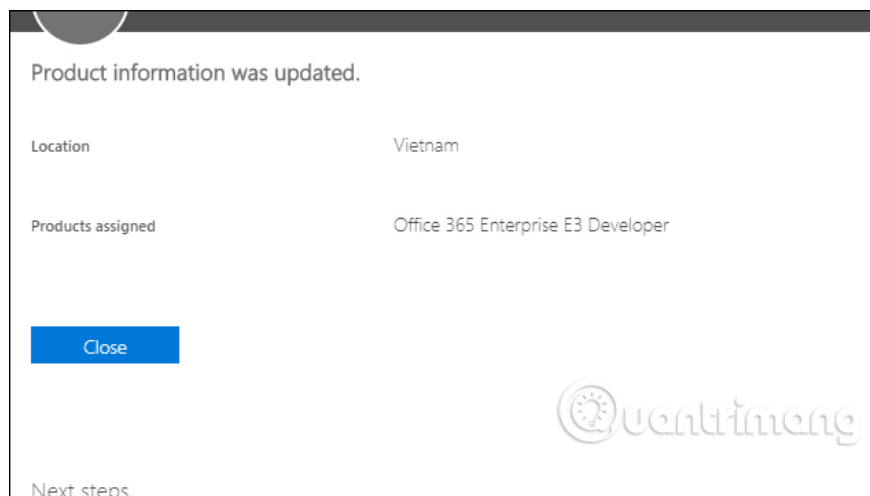 Product information was updated.
Location Vietnam
Products assigned Office 365 Enterprise E3 Developer
Close
Quantrimang
Next steps